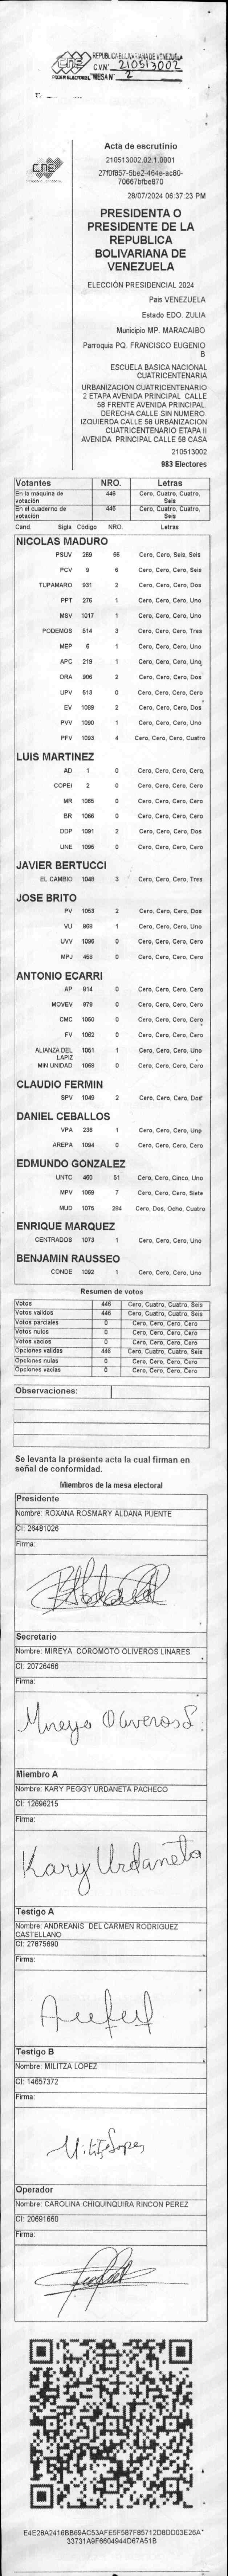 REPUBLICA BOLIVARIANA DE VENEZUELA
CVN° 210513002
PODER ELECTORAL MESA N° 2
cne
Acta de escrutinio
210513002.02.1.0001
27f0f857-5be2-464e-ac80-
70667bfbe870
28/07/2024 06:37:23 PM
PRESIDENTA O
PRESIDENTE DE LA
REPUBLICA
BOLIVARIANA DE
VENEZUELA
ELECCIÓN PRESIDENCIAL 2024
Pais VENEZUELA
Estado EDO. ZULIA
Municipio MP. MARACAIBO
Parroquia PQ. FRANCISCO EUGENIO
B
ESCUELA BASICA NACIONAL
CUATRICENTENARIA
URBANIZACIÓN CUATRICENTENARIO
2 ETAPA AVENIDA PRINCIPAL CALLE
58 FRENTE AVENIDA PRINCIPAL.
DERECHA CALLE SIN NUMERO.
IZQUIERDA CALLE 58 URBANIZACION
CUATRICENTENARIO ETAPA II
AVENIDA PRINCIPAL CALLE 58 CASA
210513002
983 Electores
Votantes NRO. Letras
En la máquina de votación 446 Cero, Cuatro, Cuatro, Seis
En el cuaderno de votación 446 Cero, Cuatro, Cuatro, Seis
Cand. Sigla Código NRO. Letras
NICOLAS MADURO
PSUV 269 66 Cero, Cero, Seis, Seis
PCV 9 6 Cero, Cero, Cero, Seis
TUPAMARO 931 2 Cero, Cero, Cero, Dos
PPT 276 1 Cero, Cero, Cero, Uno
MSV 1017 1 Cero, Cero, Cero, Uno
PODEMOS 514 3 Cero, Cero, Cero, Tres
MEP 6 1 Cero, Cero, Cero, Uno
APC 219 1 Cero, Cero, Cero, Uno
ORA 906 2 Cero, Cero, Cero, Dos
UPV 513 0 Cero, Cero, Cero, Cero
EV 1089 2 Cero, Cero, Cero, Dos
PVV 1090 1 Cero, Cero, Cero, Uno
PFV 1093 4 Cero, Cero, Cero, Cuatro
LUIS MARTINEZ
AD 1 0 Cero, Cero, Cero, Cero
COPEI 2 0 Cero, Cero, Cero, Cero
MR 1065 0 Cero, Cero, Cero, Cero
BR 1066 0 Cero, Cero, Cero, Cero
DDP 1091 2 Cero, Cero, Cero, Dos
UNE 1095 0 Cero, Cero, Cero, Cero
JAVIER BERTUCCI
EL CAMBIO 1048 3 Cero, Cero, Cero, Tres
JOSE BRITO
PV 1053 2 Cero, Cero, Cero, Dos
VU 968 1 Cero, Cero, Cero, Uno
UVV 1096 0 Cero, Cero, Cero, Cero
MPJ 458 0 Cero, Cero, Cero, Cero
ANTONIO ECARRI
AP 814 0 Cero, Cero, Cero, Cero
MOVEV 878 0 Cero, Cero, Cero, Cero
CMC 1050 0 Cero, Cero, Cero, Cero
FV 1062 0 Cero, Cero, Cero, Cero
ALIANZA DEL LAPIZ 1051 1 Cero, Cero, Cero, Uno
MIN UNIDAD 1068 0 Cero, Cero, Cero, Cero
CLAUDIO FERMIN
SPV 1049 2 Cero, Cero, Cero, Dos
DANIEL CEBALLOS
VPA 236 1 Cero, Cero, Cero, Uno
AREPA 1094 0 Cero, Cero, Cero, Cero
EDMUNDO GONZALEZ
UNTC 460 51 Cero, Cero, Cinco, Uno
MPV 1069 7 Cero, Cero, Cero, Siete
MUD 1075 284 Cero, Dos, Ocho, Cuatro
ENRIQUE MARQUEZ
CENTRADOS 1073 1 Cero, Cero, Cero, Uno
BENJAMIN RAUSSEO
CONDE 1092 1 Cero, Cero, Cero, Uno
Resumen de votos
Votos 446 Cero, Cuatro, Cuatro, Seis
Votos validos 446 Cero, Cuatro, Cuatro, Seis
Votos parciales 0 Cero, Cero, Cero, Cero
Votos nulos 0 Cero, Cero, Cero, Cero
Votos vacios 0 Cero, Cero, Cero, Cero
Opciones validas 446 Cero, Cuatro, Cuatro, Seis
Opciones nulas 0 Cero, Cero, Cero, Cero
Opciones vacias 0 Cero, Cero, Cero, Cero
Observaciones:
Se levanta la presente acta la cual firman en
señal de conformidad.
Miembros de la mesa electoral
Presidente
Nombre: ROXANA ROSMARY ALDANA PUENTE
CI: 26481026
Firma:
Secretario
Nombre: MIREYA COROMOTO OLIVEROS LINARES
CI: 20726466
Firma:
Mireya Oliveros
Miembro A
Nombre: KARY PEGGY URDANETA PACHECO
CI: 12696215
Firma:
Kary Urdaneta
Testigo A
Nombre: ANDREANIS DEL CARMEN RODRIGUEZ
CASTELLANO
CI: 27875690
Firma:
Testigo B
Nombre: MILITZA LOPEZ
CI: 14657372
Firma:
Militza Lopez
Operador
Nombre: CAROLINA CHIQUINQUIRA RINCON PEREZ
CI: 20691660
Firma:
E4E28A2416BB69AC53AFE5F587F85712D8DD03E26A
33731A9F6604944D67A51B